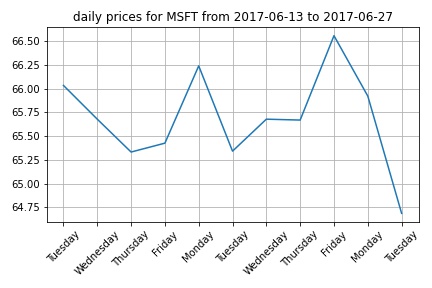 daily prices for MSFT from 2017-06-13 to 2017-06-27
66.50
66.25
66.00
65.75
65.50
65.25
65.00
64.75
Tuesday
Wednesday
Thursday
Friday
Monday
Tuesday
Wednesday
Thursday
Friday
Monday
Tuesday